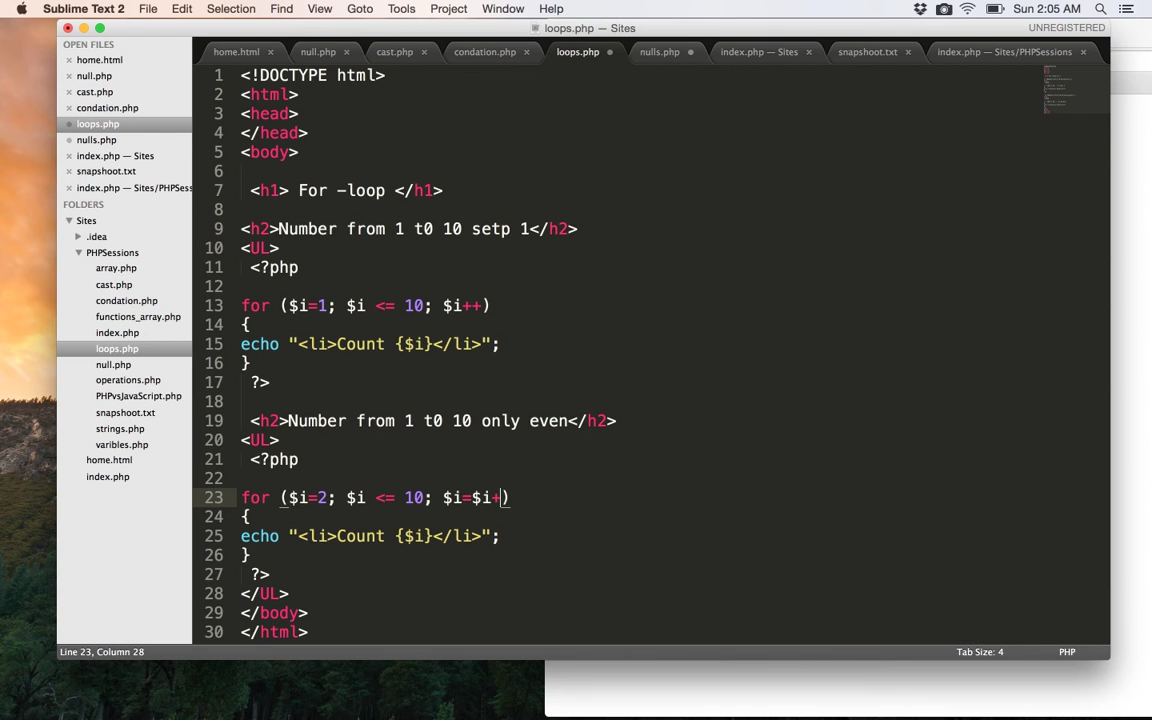 Sublime Text 2 File Edit Selection Find View Goto Tools Project Window Help Sun 2:05 AM
loops.php — Sites UNREGISTERED
OPEN FILES
home.html
null.php
cast.php
condation.php
loops.php
nulls.php
index.php — Sites
snapshoot.txt
index.php — Sites/PHPSess
FOLDERS
Sites
.idea
PHPSessions
array.php
cast.php
condation.php
functions_array.php
index.php
loops.php
null.php
operations.php
PHPvsJavaScript.php
snapshoot.txt
strings.php
varibles.php
home.html
index.php
home.html null.php cast.php condation.php loops.php nulls.php index.php — Sites snapshoot.txt index.php — Sites/PHPSessions
1 <!DOCTYPE html>
2 <html>
3 <head>
4 </head>
5 <body>
6
7 <h1> For –loop </h1>
8
9 <h2>Number from 1 t0 10 setp 1</h2>
10 <UL>
11 <?php
12
13 for ($i=1; $i <= 10; $i++)
14 {
15 echo "<li>Count {$i}</li>";
16 }
17 ?>
18
19 <h2>Number from 1 t0 10 only even</h2>
20 <UL>
21 <?php
22
23 for ($i=2; $i <= 10; $i=$i+)
24 {
25 echo "<li>Count {$i}</li>";
26 }
27 ?>
28 </UL>
29 </body>
30 </html>
Line 23, Column 28 Tab Size: 4 PHP